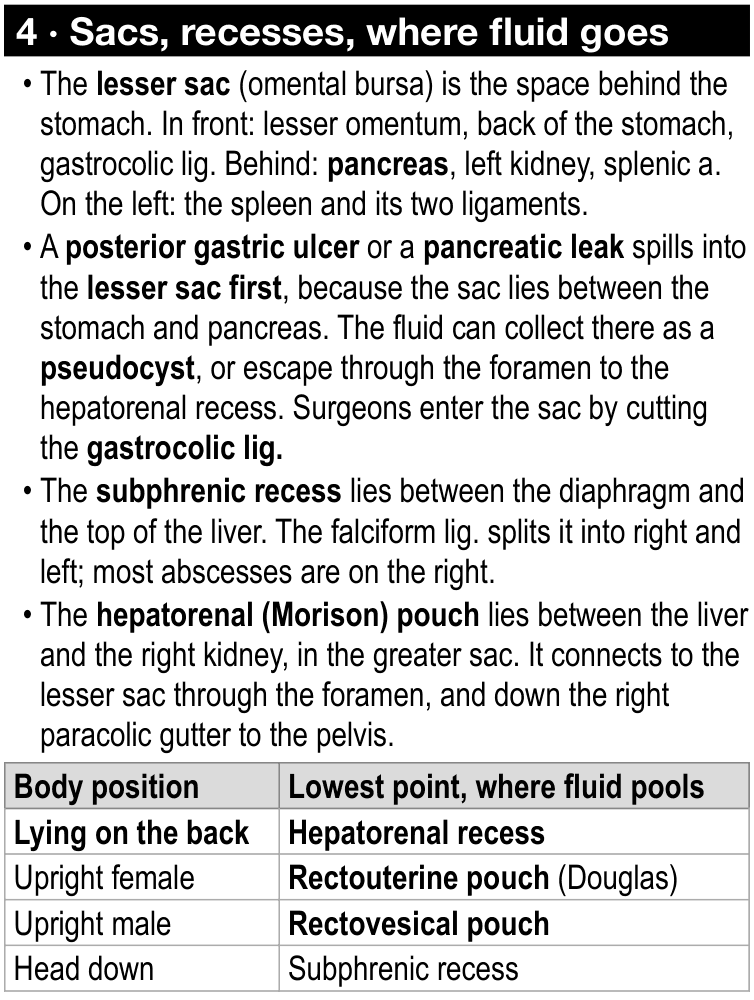 4 · Sacs, recesses, where fluid goes
• The lesser sac (omental bursa) is the space behind the
stomach. In front: lesser omentum, back of the stomach,
gastrocolic lig. Behind: pancreas, left kidney, splenic a.
On the left: the spleen and its two ligaments.
• A posterior gastric ulcer or a pancreatic leak spills into
the lesser sac first, because the sac lies between the
stomach and pancreas. The fluid can collect there as a
pseudocyst, or escape through the foramen to the
hepatorenal recess. Surgeons enter the sac by cutting
the gastrocolic lig.
• The subphrenic recess lies between the diaphragm and
the top of the liver. The falciform lig. splits it into right and
left; most abscesses are on the right.
• The hepatorenal (Morison) pouch lies between the liver
and the right kidney, in the greater sac. It connects to the
lesser sac through the foramen, and down the right
paracolic gutter to the pelvis.
Body position Lowest point, where fluid pools
Lying on the back Hepatorenal recess
Upright female Rectouterine pouch (Douglas)
Upright male Rectovesical pouch
Head down Subphrenic recess